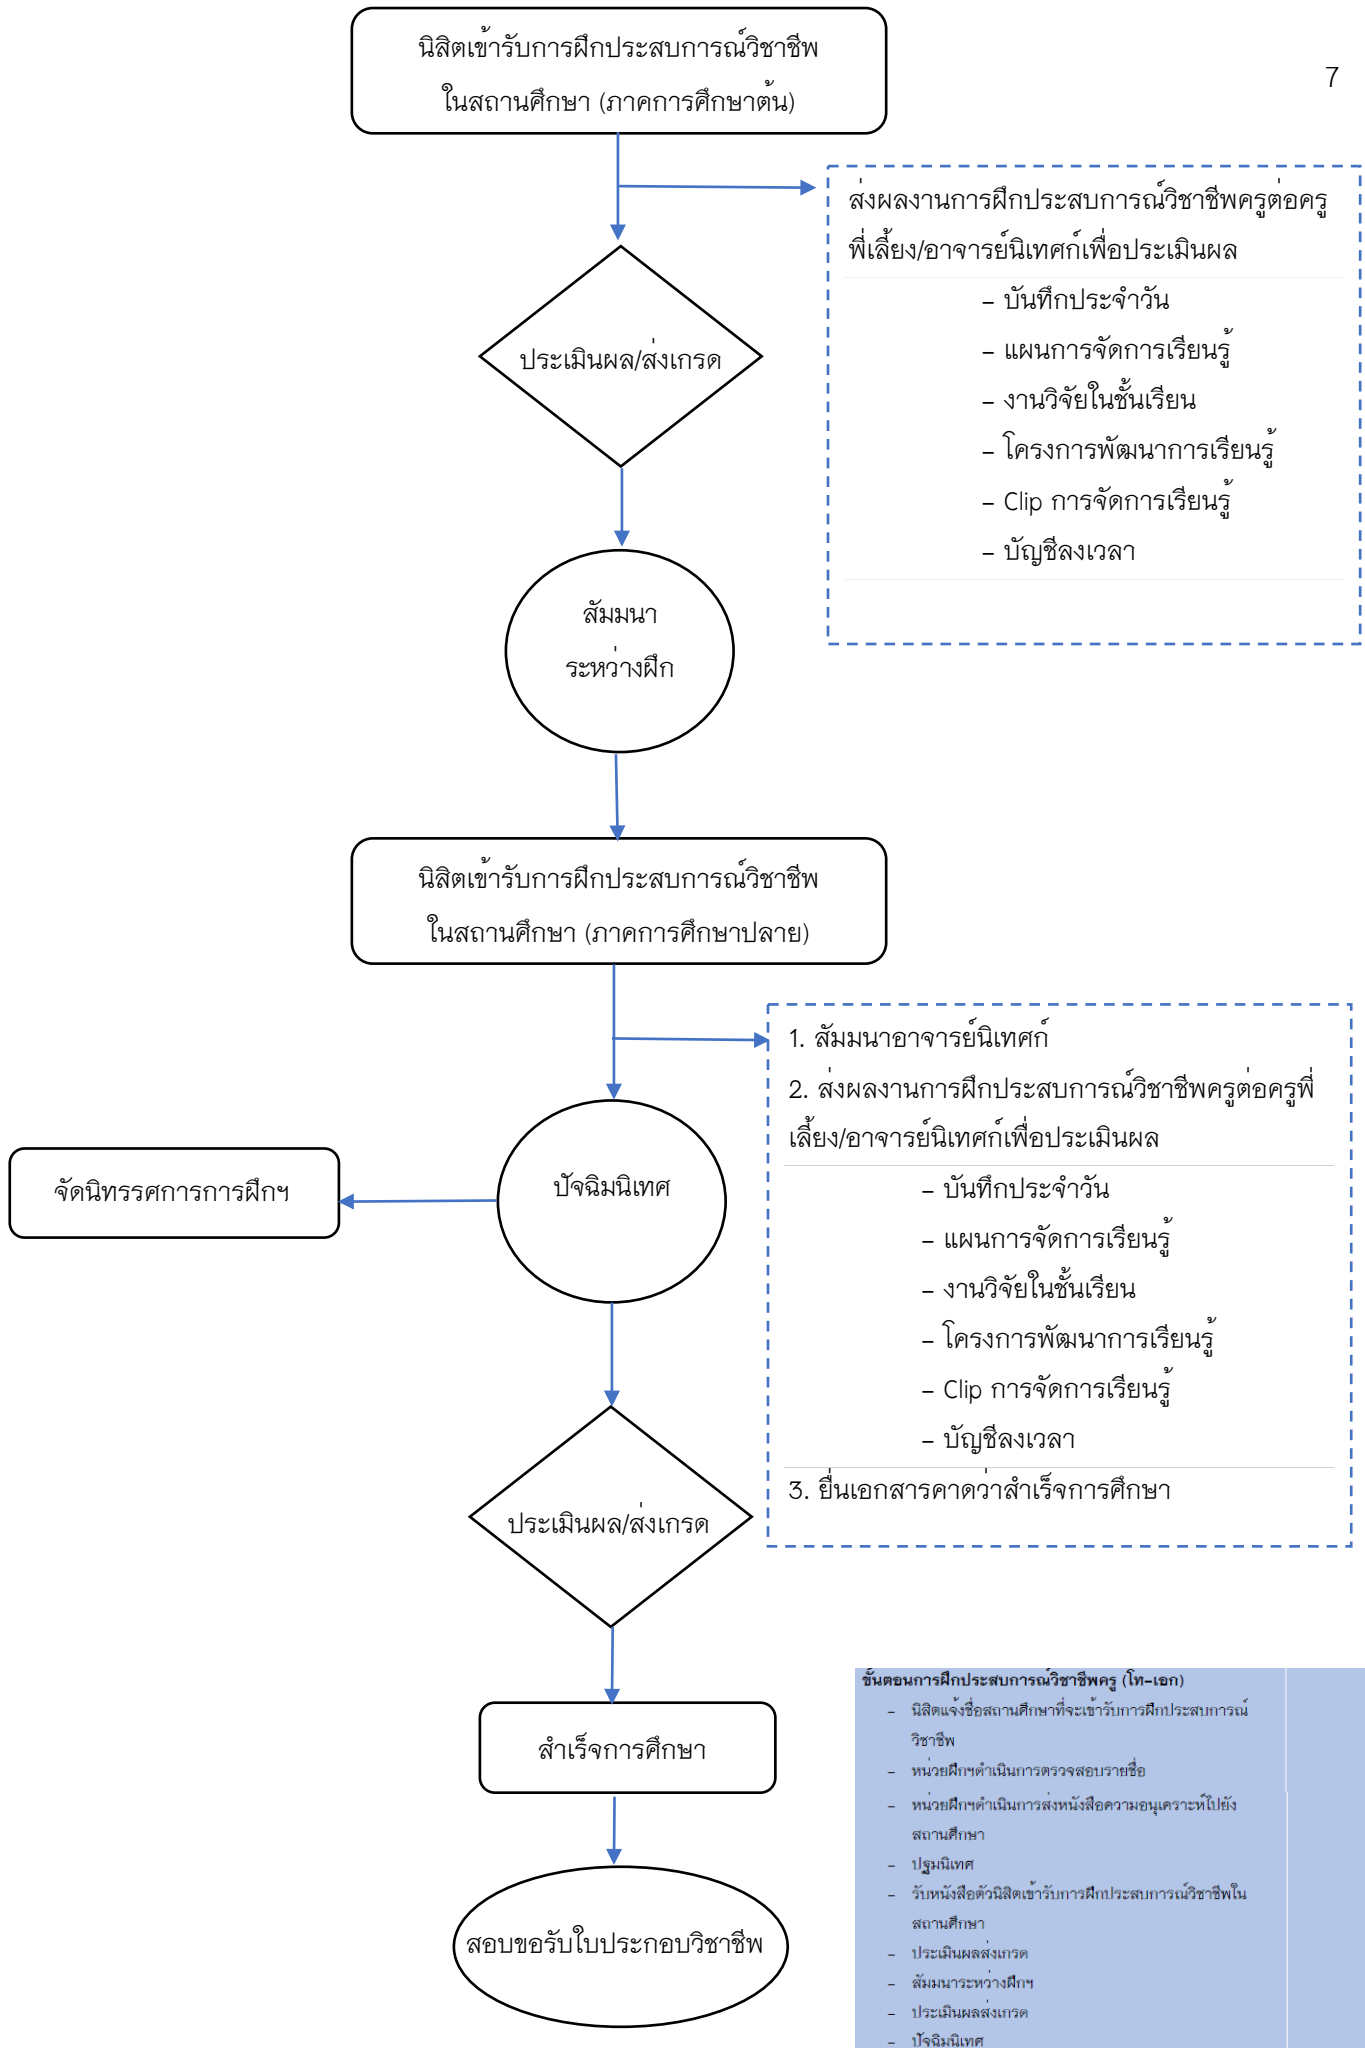 7
นิสิตเข้ารับการฝึกประสบการณ์วิชาชีพ
ในสถานศึกษา (ภาคการศึกษาต้น)
ส่งผลงานการฝึกประสบการณ์วิชาชีพครูต่อครู
พี่เลี้ยง/อาจารย์นิเทศก์เพื่อประเมินผล
– บันทึกประจำวัน
– แผนการจัดการเรียนรู้
– งานวิจัยในชั้นเรียน
– โครงการพัฒนาการเรียนรู้
– Clip การจัดการเรียนรู้
– บัญชีลงเวลา
ประเมินผล/ส่งเกรด
สัมมนา
ระหว่างฝึก
นิสิตเข้ารับการฝึกประสบการณ์วิชาชีพ
ในสถานศึกษา (ภาคการศึกษาปลาย)
1. สัมมนาอาจารย์นิเทศก์
2. ส่งผลงานการฝึกประสบการณ์วิชาชีพครูต่อครูพี่
เลี้ยง/อาจารย์นิเทศก์เพื่อประเมินผล
– บันทึกประจำวัน
– แผนการจัดการเรียนรู้
– งานวิจัยในชั้นเรียน
– โครงการพัฒนาการเรียนรู้
– Clip การจัดการเรียนรู้
– บัญชีลงเวลา
3. ยื่นเอกสารคาดว่าสำเร็จการศึกษา
ปัจฉิมนิเทศ
จัดนิทรรศการการฝึกฯ
ประเมินผล/ส่งเกรด
สำเร็จการศึกษา
สอบขอรับใบประกอบวิชาชีพ
ขั้นตอนการฝึกประสบการณ์วิชาชีพครู (โท-เอก)
– นิสิตแจ้งชื่อสถานศึกษาที่จะเข้ารับการฝึกประสบการณ์
วิชาชีพ
– หน่วยฝึกฯดำเนินการตรวจสอบรายชื่อ
– หน่วยฝึกฯดำเนินการส่งหนังสือความอนุเคราะห์ไปยัง
สถานศึกษา
– ปฐมนิเทศ
– รับหนังสือตัวนิสิตเข้ารับการฝึกประสบการณ์วิชาชีพใน
สถานศึกษา
– ประเมินผลส่งเกรด
– สัมมนาระหว่างฝึกฯ
– ประเมินผลส่งเกรด
– ปัจฉิมนิเทศ